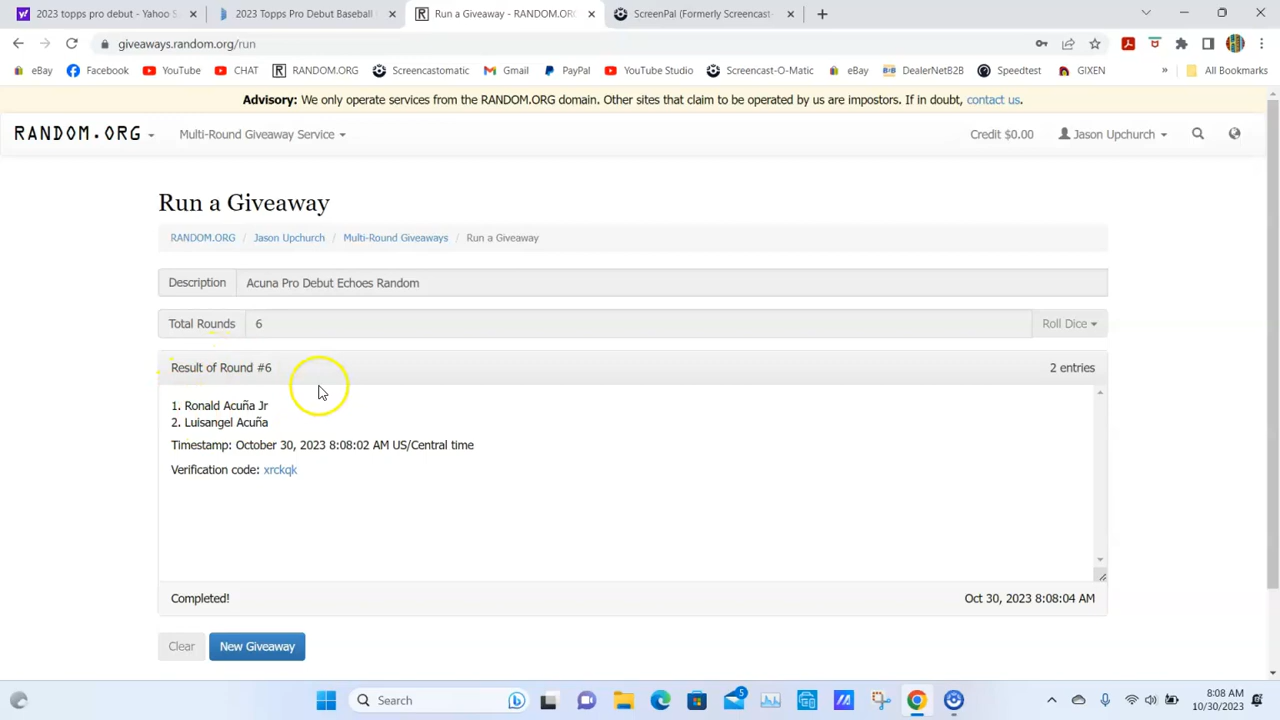 2023 topps pro debut - Yahoo S
2023 Topps Pro Debut Baseball
Run a Giveaway - RANDOM.ORG
ScreenPal (Formerly Screencast-
giveaways.random.org/run
eBay
Facebook
YouTube
CHAT
RANDOM.ORG
Screencastomatic
Gmail
PayPal
YouTube Studio
Screencast-O-Matic
eBay
DealerNetB2B
Speedtest
GIXEN
»
All Bookmarks
Advisory: We only operate services from the RANDOM.ORG domain. Other sites that claim to be operated by us are impostors. If in doubt, contact us.
RANDOM.ORG
Multi-Round Giveaway Service
Credit $0.00
Jason Upchurch
Run a Giveaway
RANDOM.ORG / Jason Upchurch / Multi-Round Giveaways / Run a Giveaway
Description Acuna Pro Debut Echoes Random
Total Rounds 6 Roll Dice
Result of Round #6 2 entries
1. Ronald Acuña Jr
2. Luisangel Acuña
Timestamp: October 30, 2023 8:08:02 AM US/Central time
Verification code: xrckqk
Completed! Oct 30, 2023 8:08:04 AM
Clear New Giveaway
Search
5
8:08 AM
10/30/2023